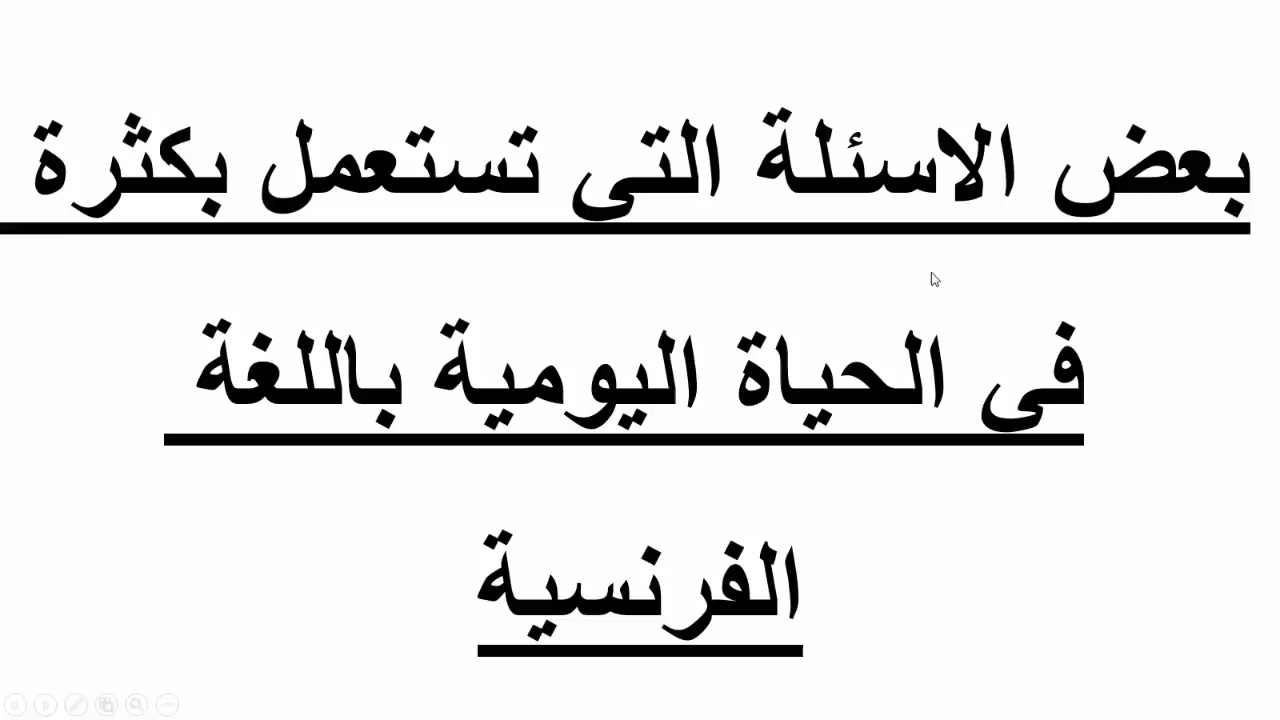 بعض الاسئلة التى تستعمل بكثرة
فى الحياة اليومية باللغة
الفرنسية